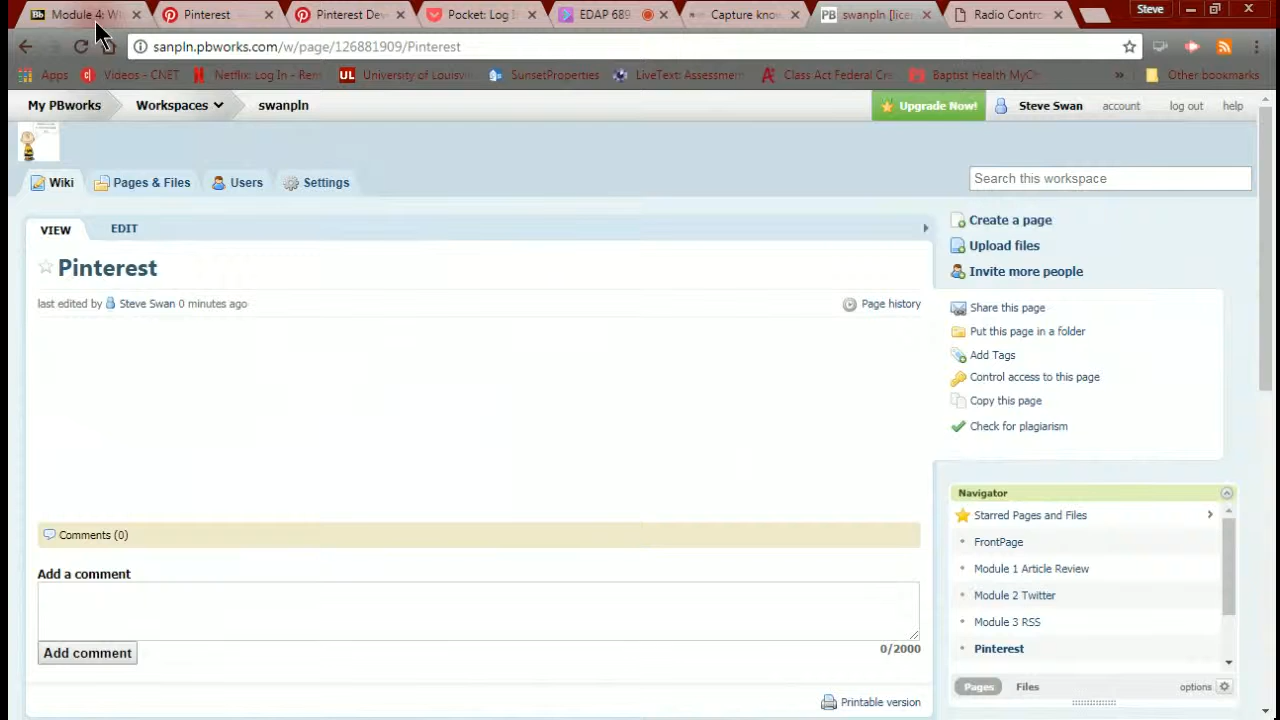 Module 4: W
Pinterest
Pinterest De
Pocket: Log I
EDAP 689
Capture kno
swanpln [lice
Radio Contro
Steve
sanpln.pbworks.com/w/page/126881909/Pinterest
Apps
Videos - CNET
Netflix: Log In - Rem
UL University of Louisvi
SunsetProperties
LiveText: Assessm
Class Act Federal Cre
Baptist Health MyCh
»
Other bookmarks
My PBworks
Workspaces
swanpln
Upgrade Now!
Steve Swan
account
log out
help
Wiki
Pages & Files
Users
Settings
Search this workspace
VIEW
EDIT
Pinterest
last edited by Steve Swan 0 minutes ago
Page history
Comments (0)
Add a comment
Add comment
0/2000
Printable version
Create a page
Upload files
Invite more people
Share this page
Put this page in a folder
Add Tags
Control access to this page
Copy this page
Check for plagiarism
Navigator
Starred Pages and Files
FrontPage
Module 1 Article Review
Module 2 Twitter
Module 3 RSS
Pinterest
Pages
Files
options